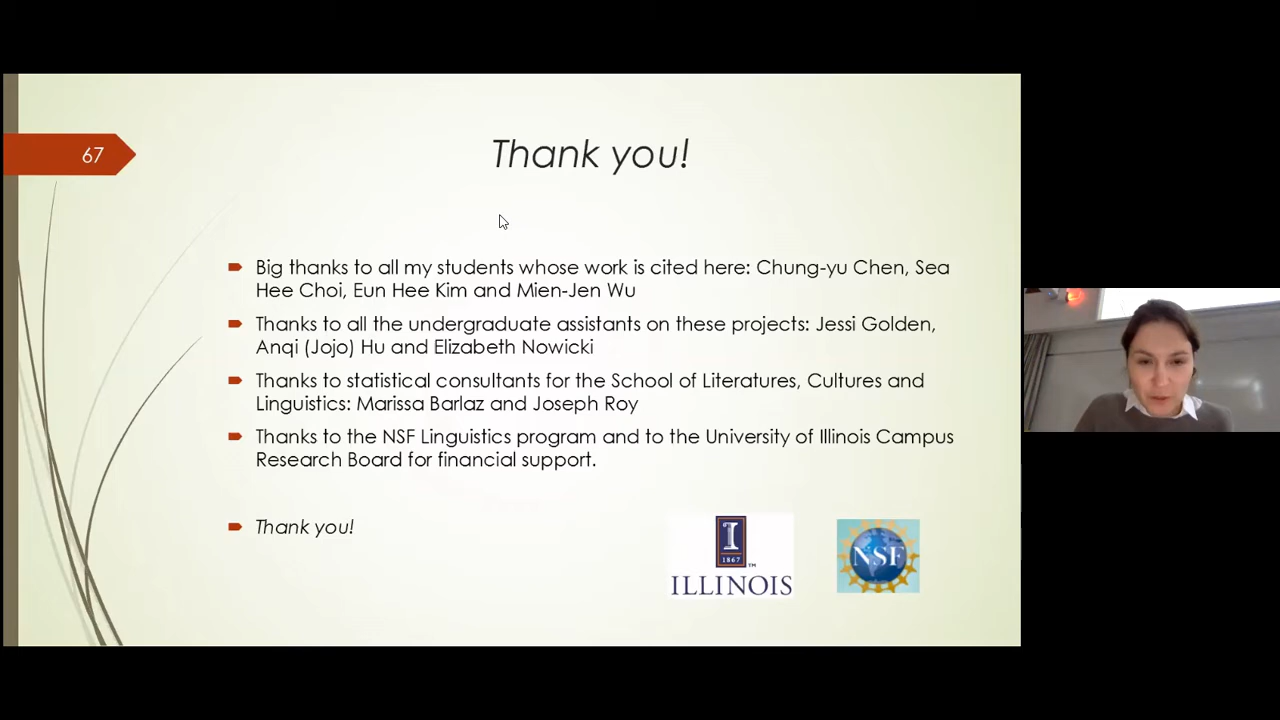 67
Thank you!
Big thanks to all my students whose work is cited here: Chung-yu Chen, Sea
Hee Choi, Eun Hee Kim and Mien-Jen Wu
Thanks to all the undergraduate assistants on these projects: Jessi Golden,
Anqi (Jojo) Hu and Elizabeth Nowicki
Thanks to statistical consultants for the School of Literatures, Cultures and
Linguistics: Marissa Barlaz and Joseph Roy
Thanks to the NSF Linguistics program and to the University of Illinois Campus
Research Board for financial support.
Thank you!
I
1867
TM
ILLINOIS
NSF